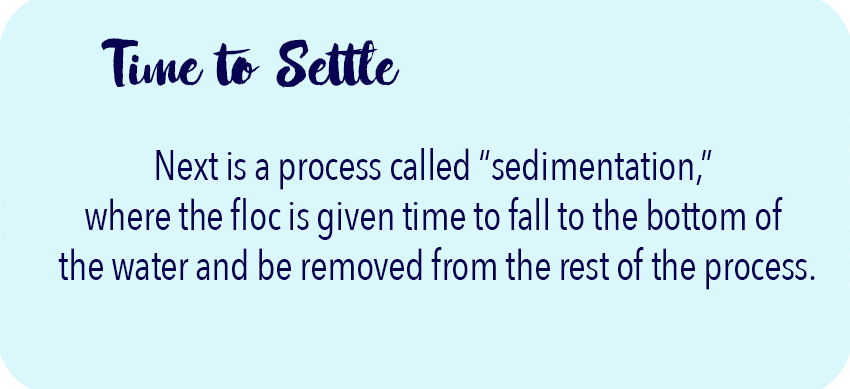 Time to Settle
Next is a process called “sedimentation,”
where the floc is given time to fall to the bottom of
the water and be removed from the rest of the process.